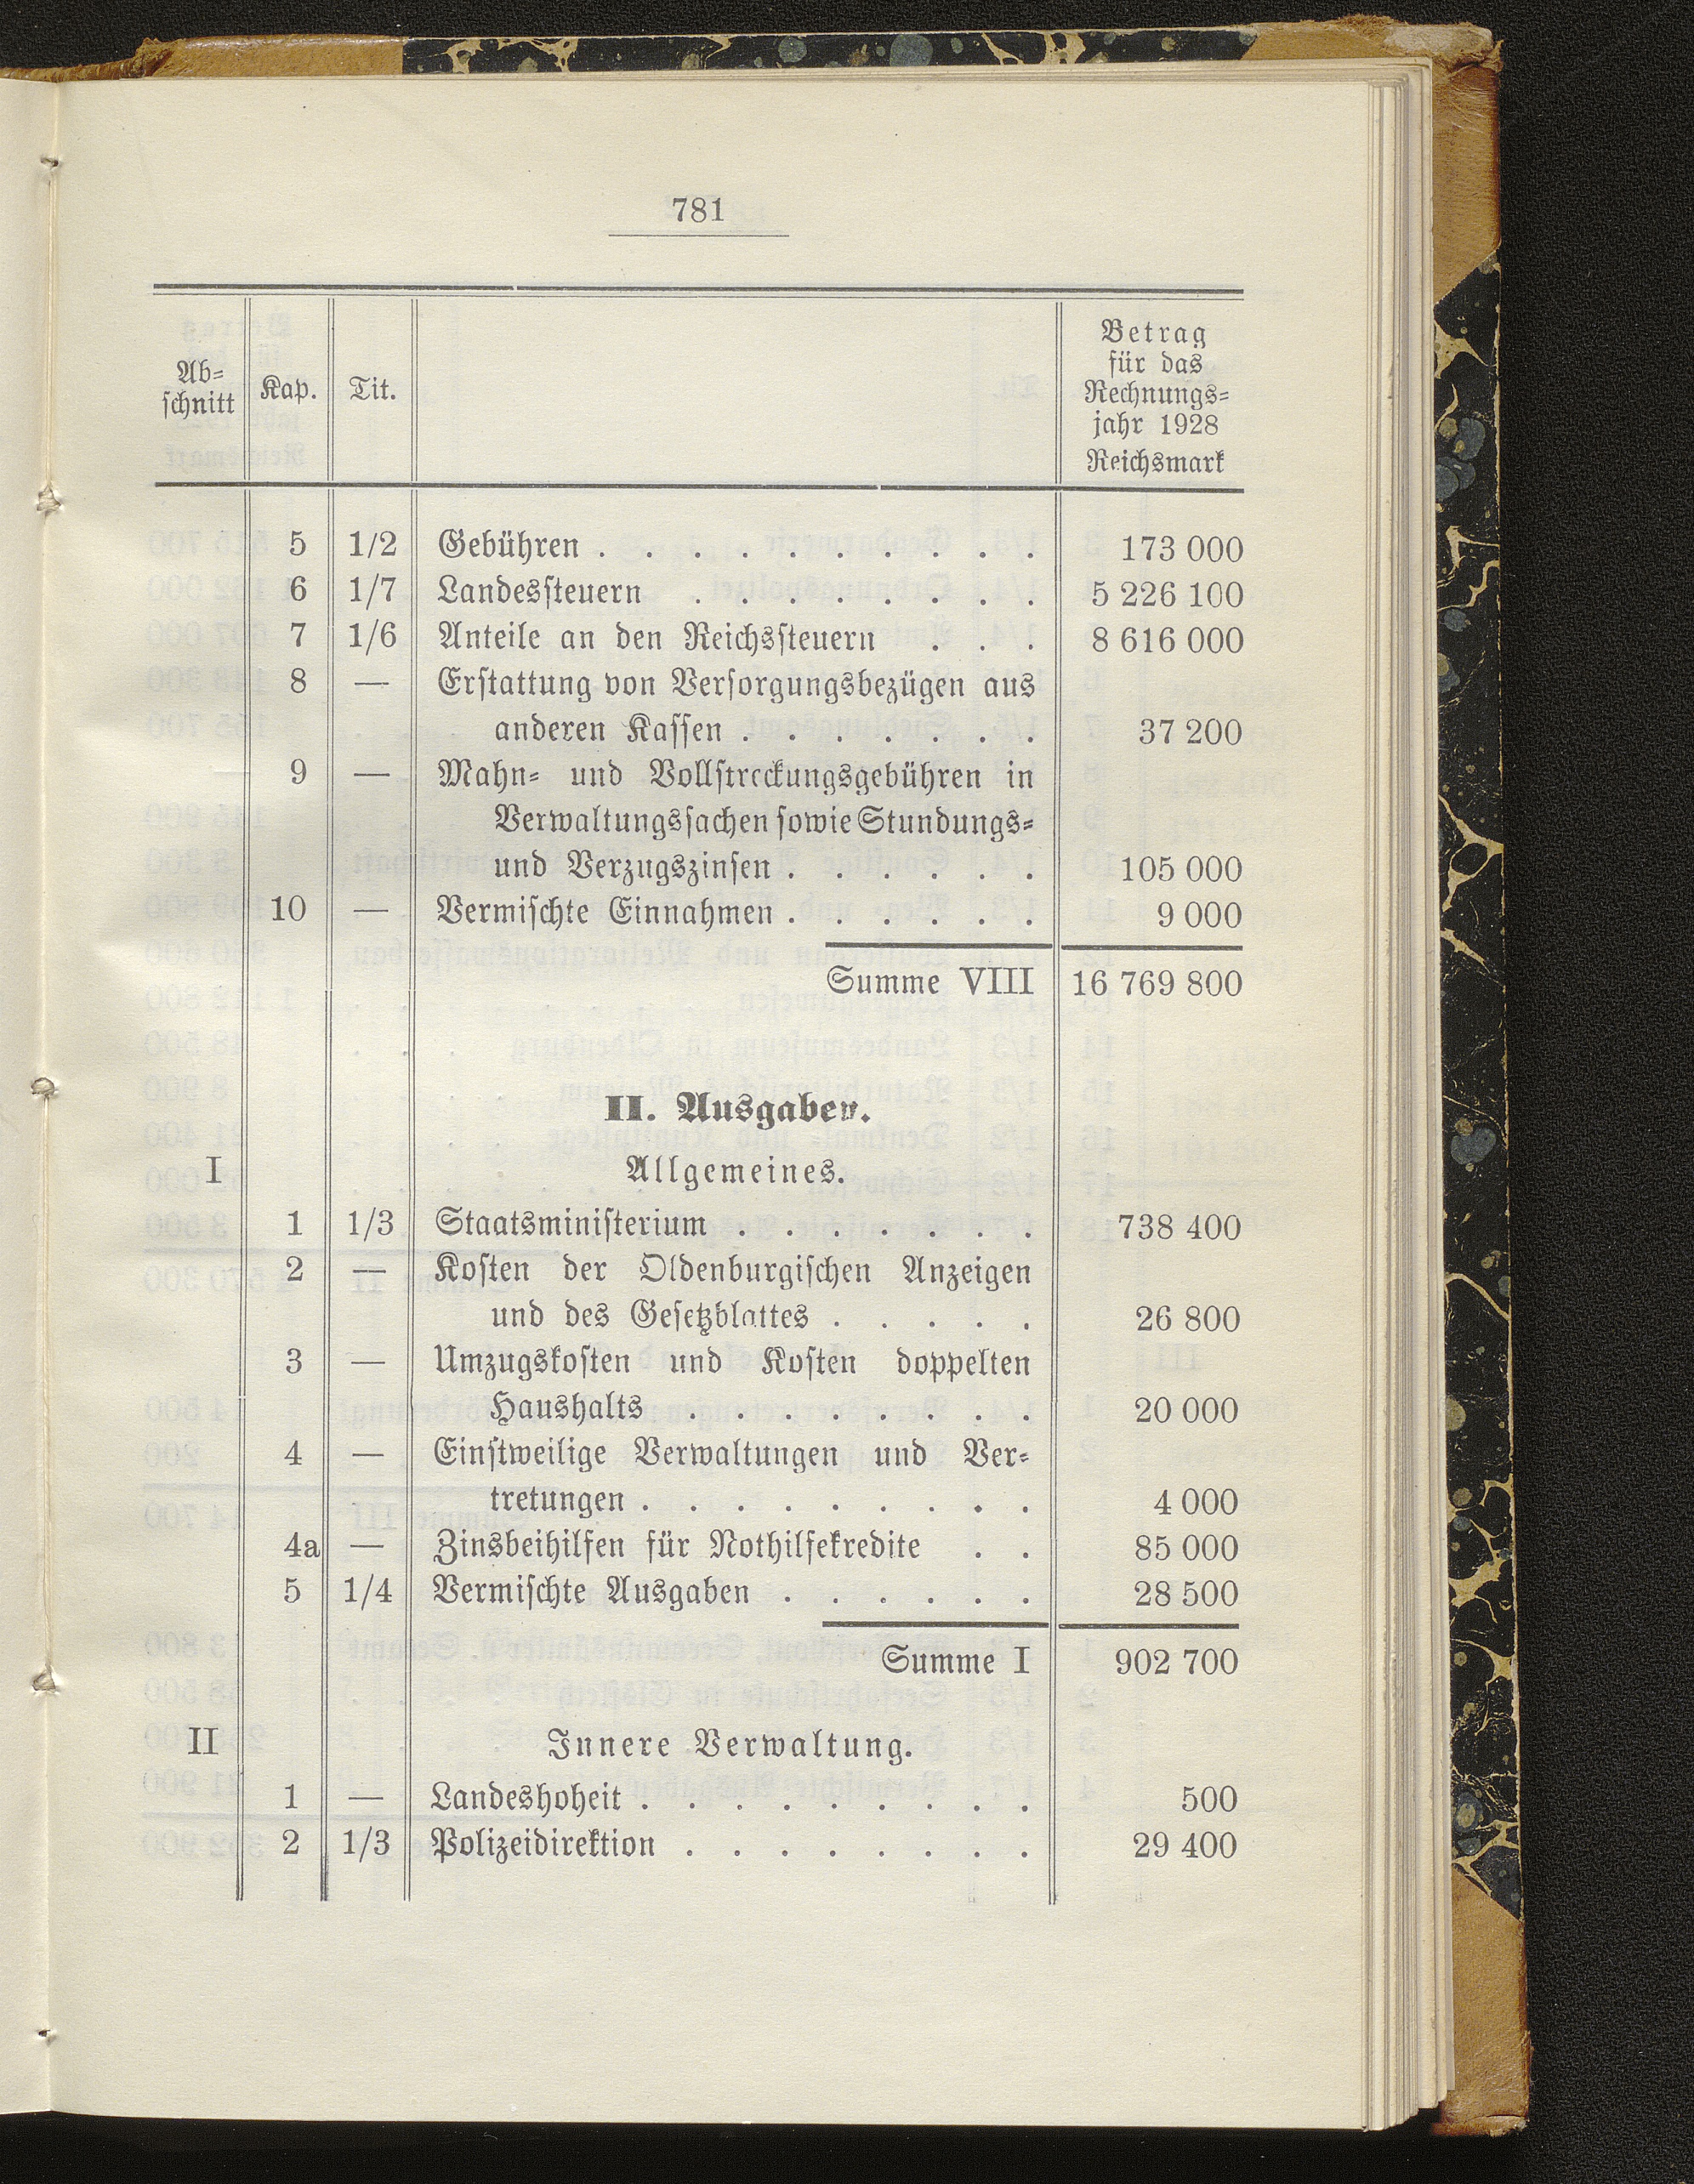 781
Ab-
schnitt
Kap.
Tit.
Betrag
für das
Rechnungs-
jahr 1928
Reichsmark
5 1/2 Gebühren . . . . . . . . . . 173 000
6 1/7 Landessteuern . . . . . . . . 5 226 100
7 1/6 Anteile an den Reichssteuern . . . 8 616 000
8 — Erstattung von Versorgungsbezügen aus
anderen Kassen . . . . . . . 37 200
9 — Mahn- und Vollstreckungsgebühren in
Verwaltungssachen sowie Stundungs-
und Verzugszinsen . . . . . . 105 000
10 — Vermischte Einnahmen . . . . . . 9 000
Summe VIII 16 769 800
II. Ausgaben.
I Allgemeines.
1 1/3 Staatsministerium . . . . . . . 738 400
2 — Kosten der Oldenburgischen Anzeigen
und des Gesetzblattes . . . . . 26 800
3 — Umzugskosten und Kosten doppelten
Haushalts . . . . . . . . 20 000
4 — Einstweilige Verwaltungen und Ver-
tretungen . . . . . . . . . 4 000
4a — Zinsbeihilfen für Nothilfekredite . . 85 000
5 1/4 Vermischte Ausgaben . . . . . . 28 500
Summe I 902 700
II Innere Verwaltung.
1 — Landeshoheit . . . . . . . . . 500
2 1/3 Polizeidirektion . . . . . . . . 29 400